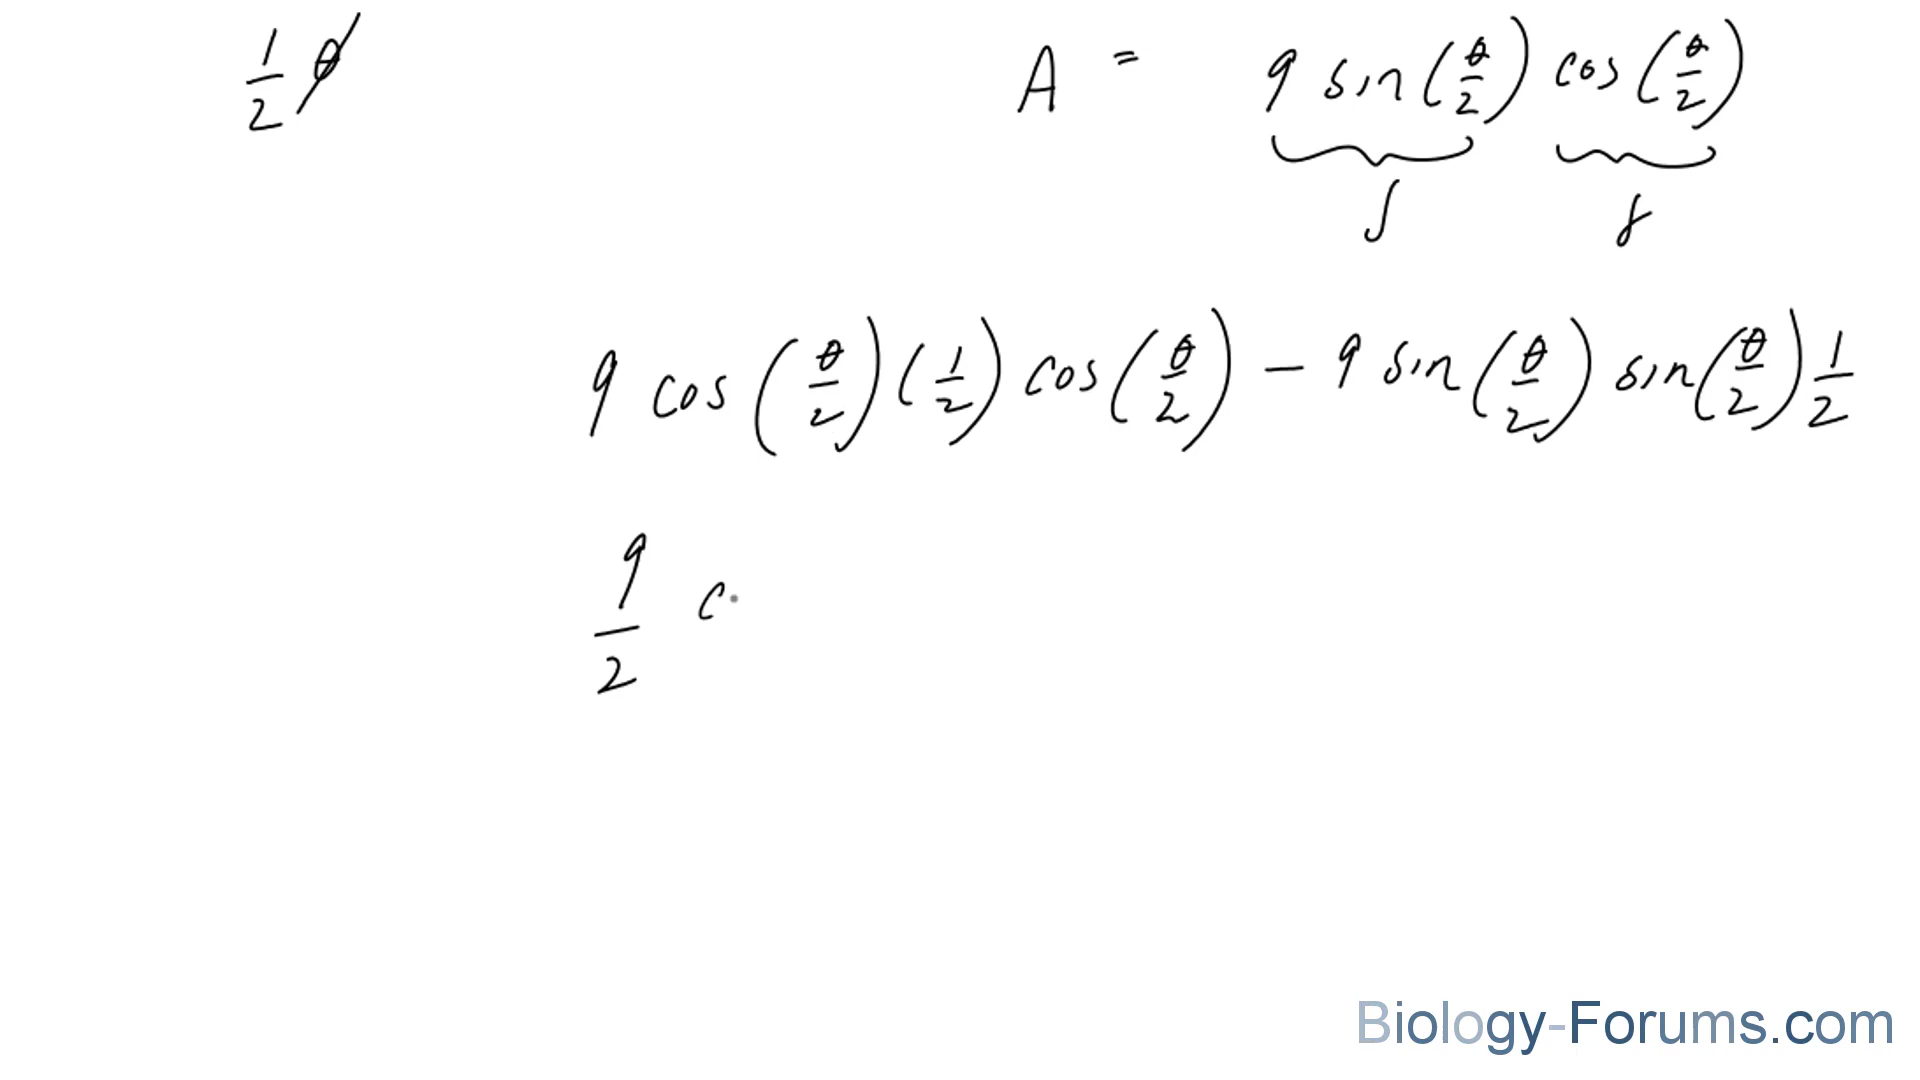 1/2 θ
A = 9 sin(θ/2) cos(θ/2)
f g
9 cos(θ/2)(1/2) cos(θ/2) - 9 sin(θ/2) sin(θ/2) 1/2
9/2 c
Biology-Forums.com